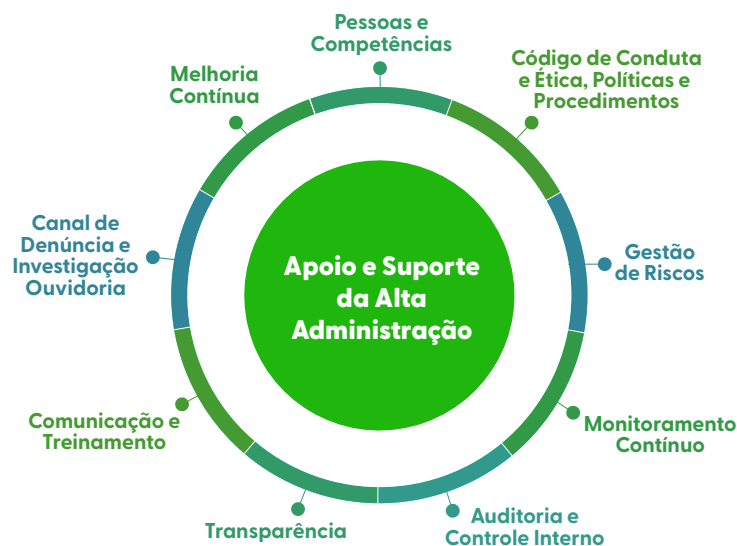 Pessoas e
Competências
Código de Conduta
e Ética, Políticas e
Procedimentos
Gestão
de Riscos
Monitoramento
Contínuo
Auditoria e
Controle Interno
Transparência
Comunicação e
Treinamento
Canal de
Denúncia e
Investigação
Ouvidoria
Melhoria
Contínua
Apoio e Suporte
da Alta
Administração